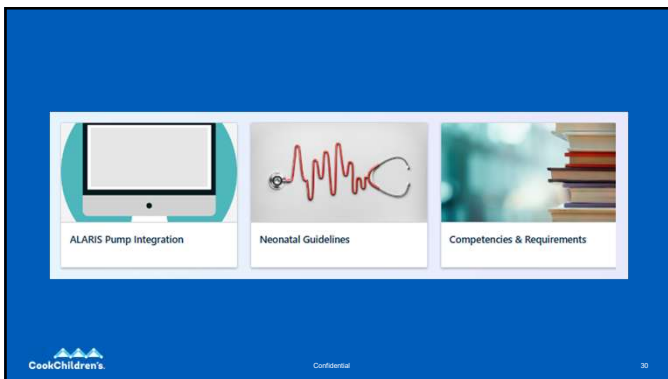 ALARIS Pump Integration
Neonatal Guidelines
Competencies & Requirements
CookChildren's.
Confidential
30